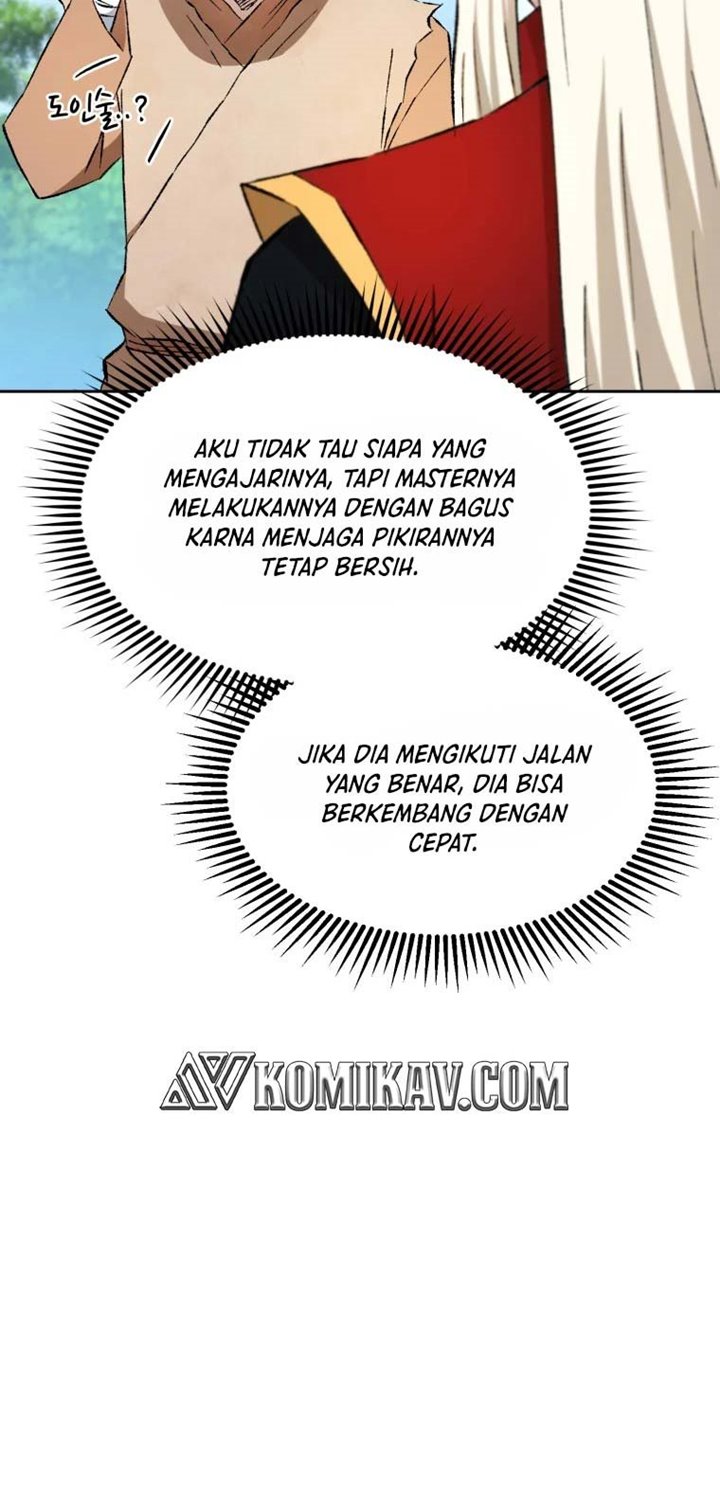 도인술..?
AKU TIDAK TAU SIAPA YANG
MENGAJARINYA, TAPI MASTERNYA
MELAKUKANNYA DENGAN BAGUS
KARNA MENJAGA PIKIRANNYA
TETAP BERSIH.
JIKA DIA MENGIKUTI JALAN
YANG BENAR, DIA BISA
BERKEMBANG DENGAN
CEPAT.
KOMIKAV.COM